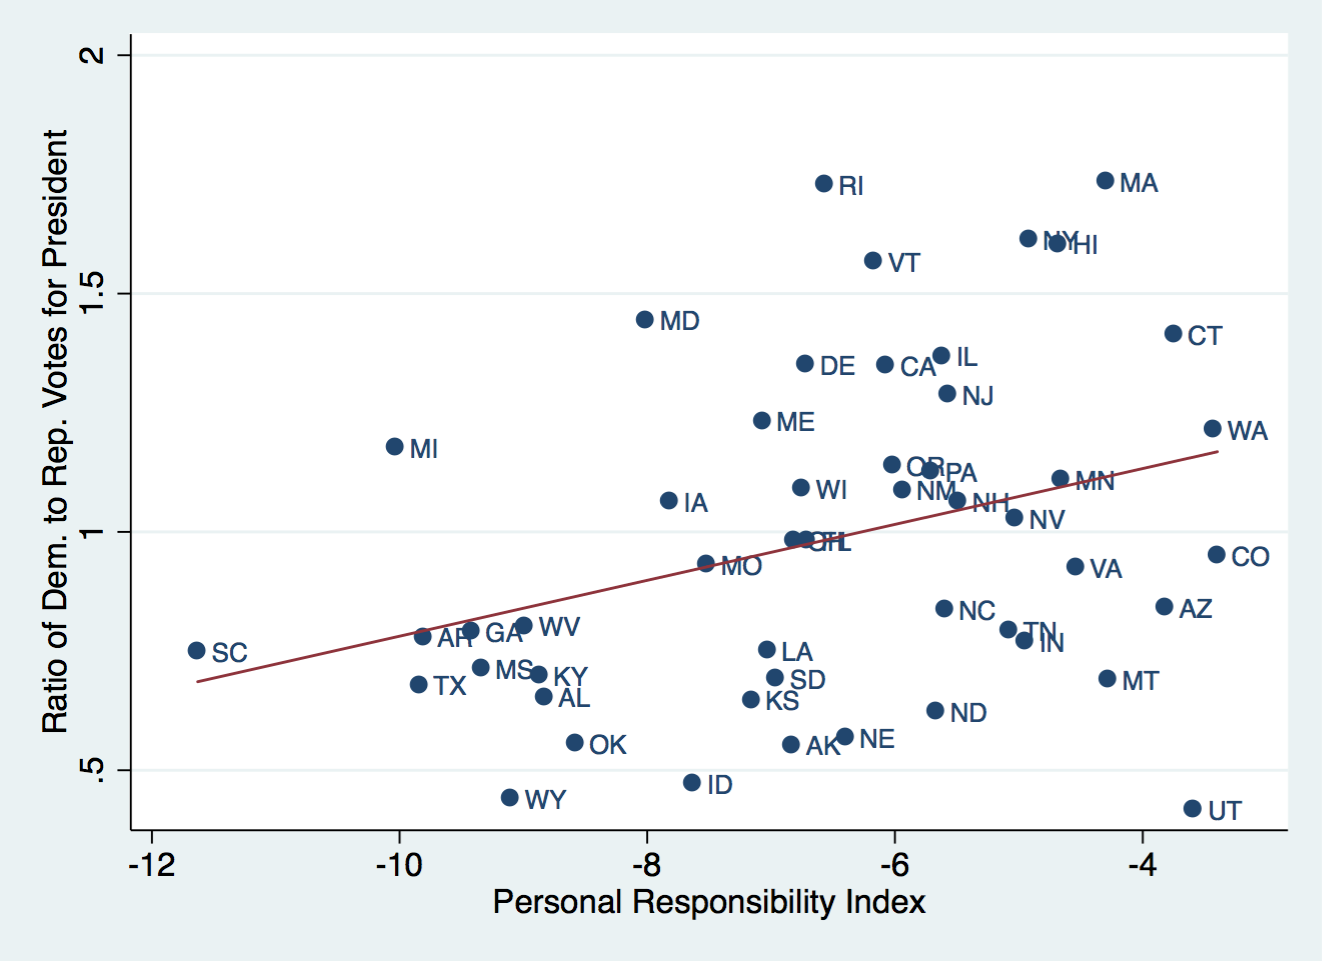 Ratio of Dem. to Rep. Votes for President
2
1.5
1
.5
RI
MA
NY
HI
VT
MD
CT
DE
CA
IL
NJ
ME
WA
MI
OR
PA
MN
WI
NM
IA
NH
NV
CO
MO
VA
NC
AZ
WV
GA
AR
TN
IN
SC
LA
MS
KY
SD
MT
TX
AL
KS
ND
OK
AK
NE
ID
WY
UT
-12
-10
-8
-6
-4
Personal Responsibility Index